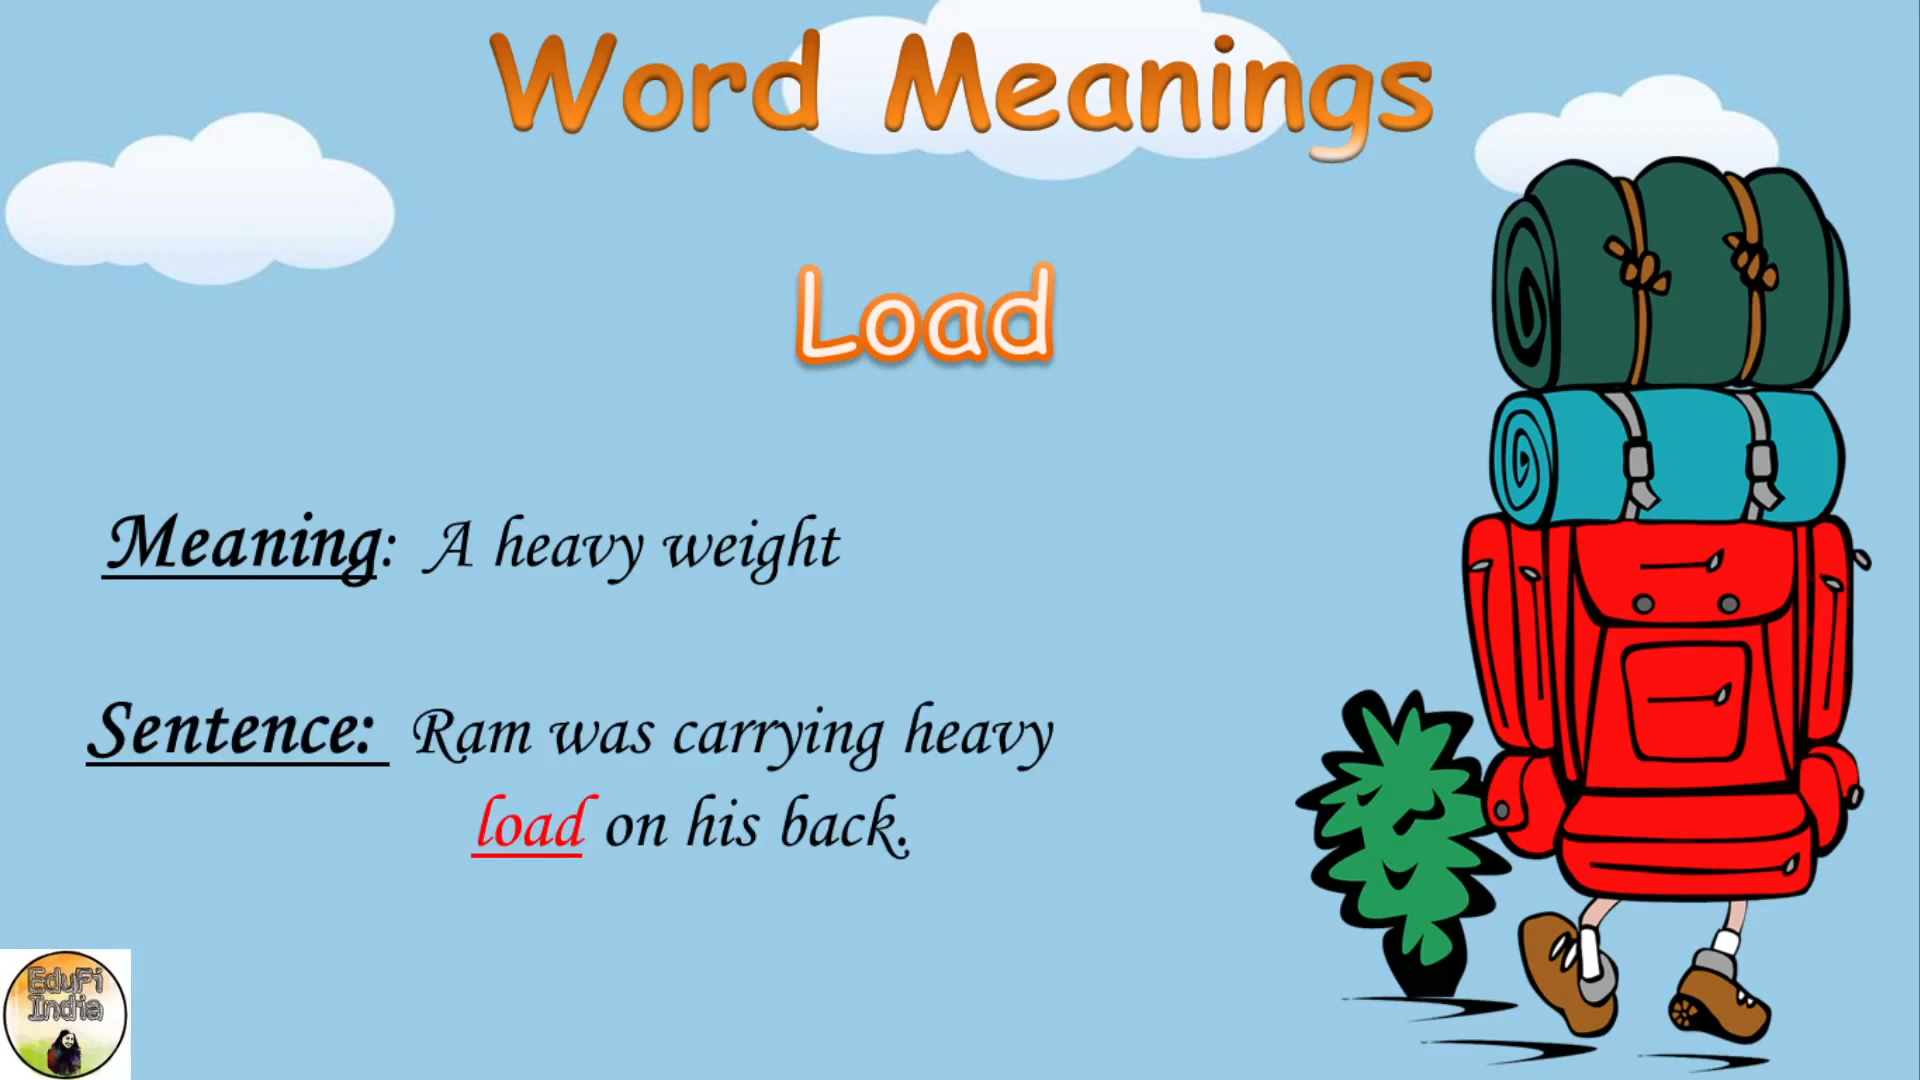 Word Meanings
Load
Meaning: A heavy weight
Sentence: Ram was carrying heavy
load on his back.
EduFi
India